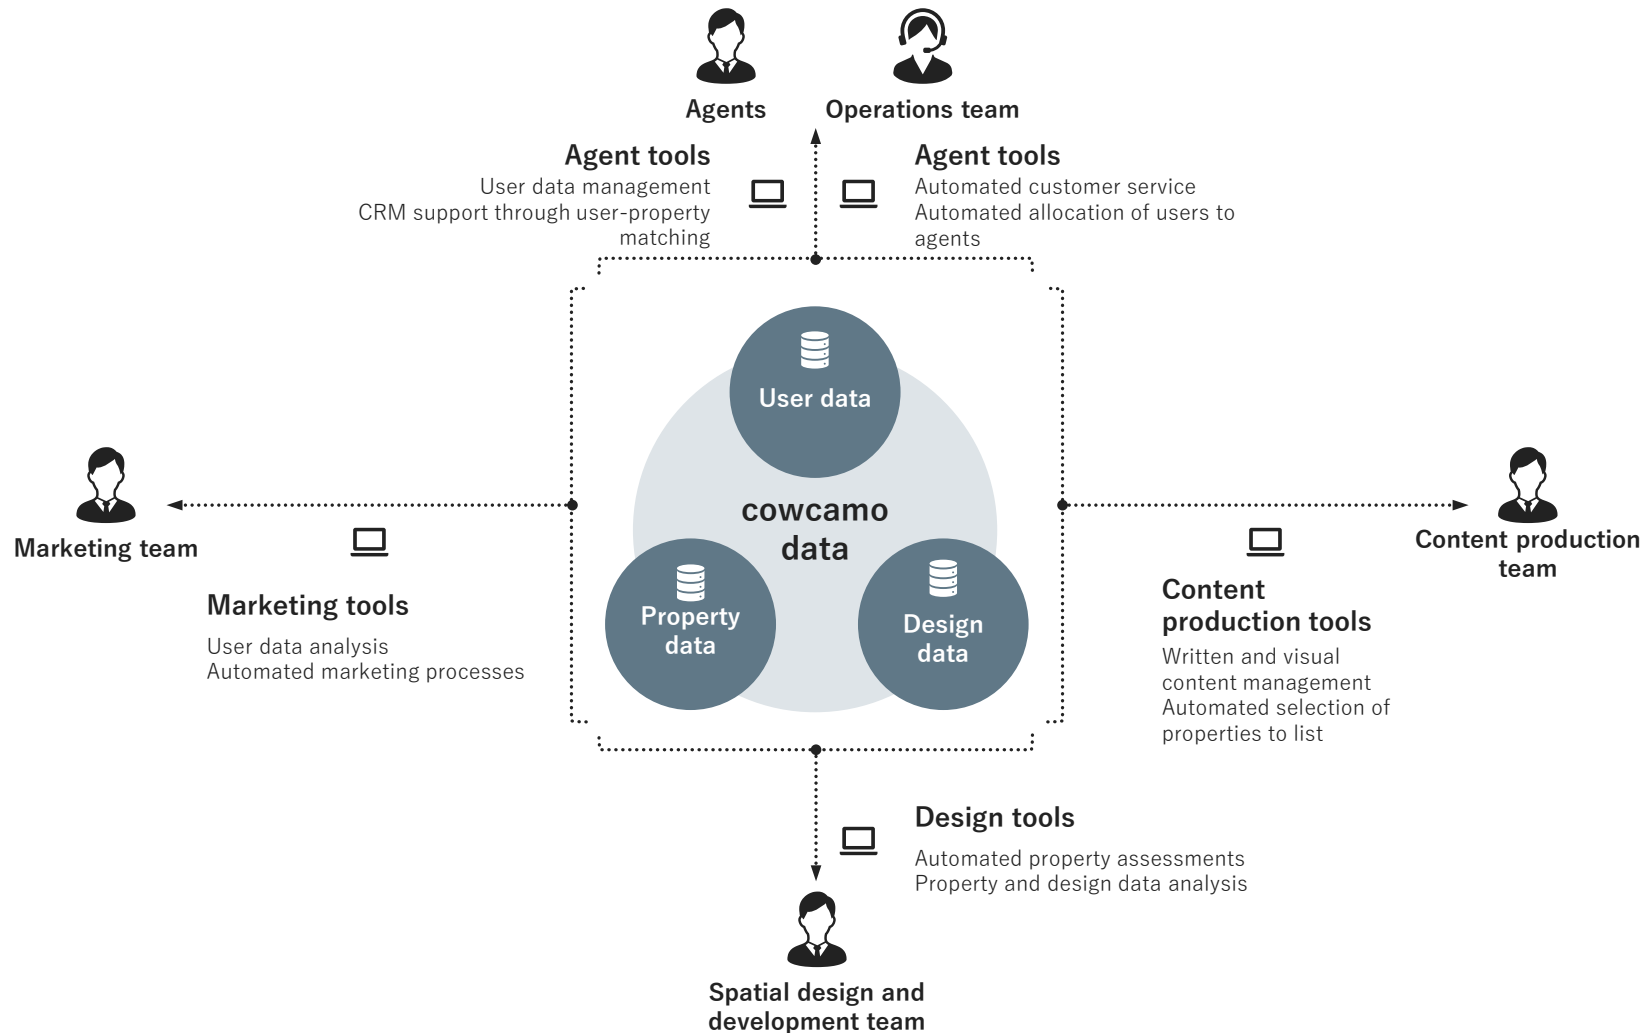 Agents
Operations team
Agent tools
User data management
CRM support through user-property
matching
Agent tools
Automated customer service
Automated allocation of users to
agents
User data
cowcamo
data
Property
data
Design
data
Marketing team
Marketing tools
User data analysis
Automated marketing processes
Content production
team
Content
production tools
Written and visual
content management
Automated selection of
properties to list
Design tools
Automated property assessments
Property and design data analysis
Spatial design and
development team